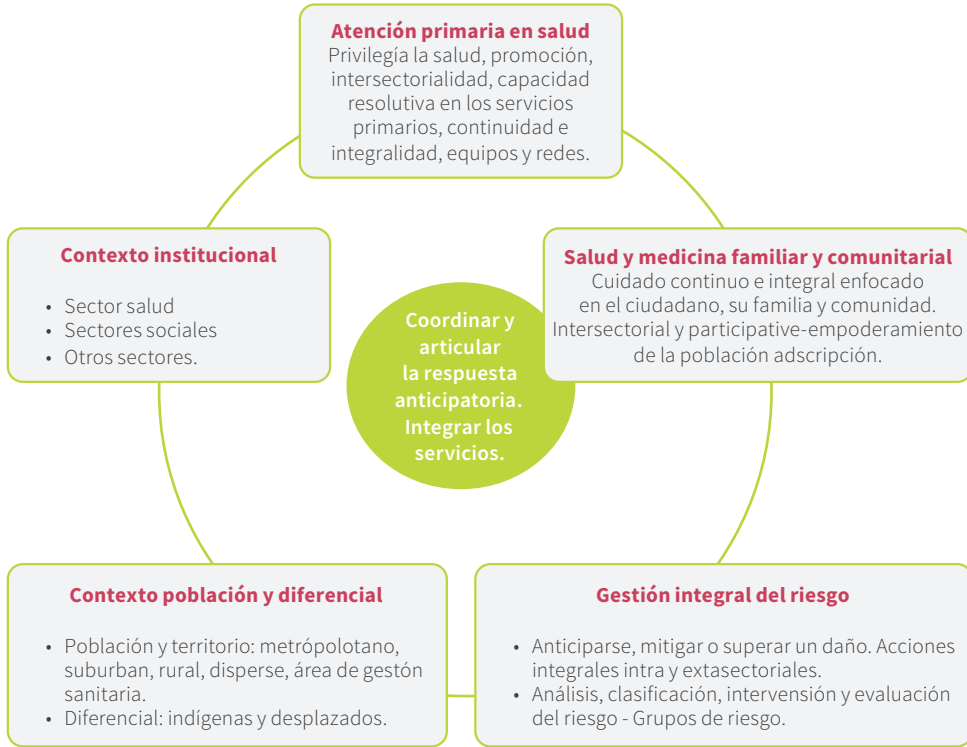 Atención primaria en salud
Privilegía la salud, promoción,
intersectorialidad, capacidad
resolutiva en los servicios
primarios, continuidad e
integralidad, equipos y redes.
Contexto institucional
• Sector salud
• Sectores sociales
• Otros sectores.
Salud y medicina familiar y comunitarial
Cuidado continuo e integral enfocado
en el ciudadano, su familia y comunidad.
Intersectorial y participative-empoderamiento
de la población adscripción.
Coordinar y
articular
la respuesta
anticipatoria.
Integrar los
servicios.
Contexto población y diferencial
• Población y territorio: metrópolotano,
suburban, rural, disperse, área de gestón
sanitaria.
• Diferencial: indígenas y desplazados.
Gestión integral del riesgo
• Anticiparse, mitigar o superar un daño. Acciones
integrales intra y extasectoriales.
• Análisis, clasificación, intervención y evaluación
del riesgo - Grupos de riesgo.